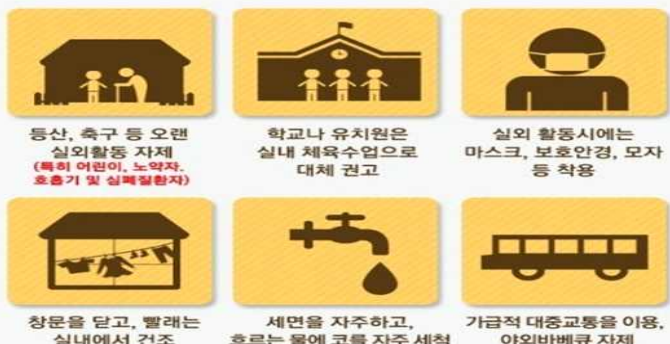 등산, 축구 등 오랜
실외활동 자제
(특히 어린이, 노약자.
호흡기 및 심폐질환자)
학교나 유치원은
실내 체육수업으로
대체 권고
실외 활동시에는
마스크, 보호안경, 모자
등 착용
창문을 닫고, 빨래는
실내에서 건조
세면을 자주하고,
흐르는 물에 코를 자주 세척
가급적 대중교통을 이용,
야외바베큐 자제